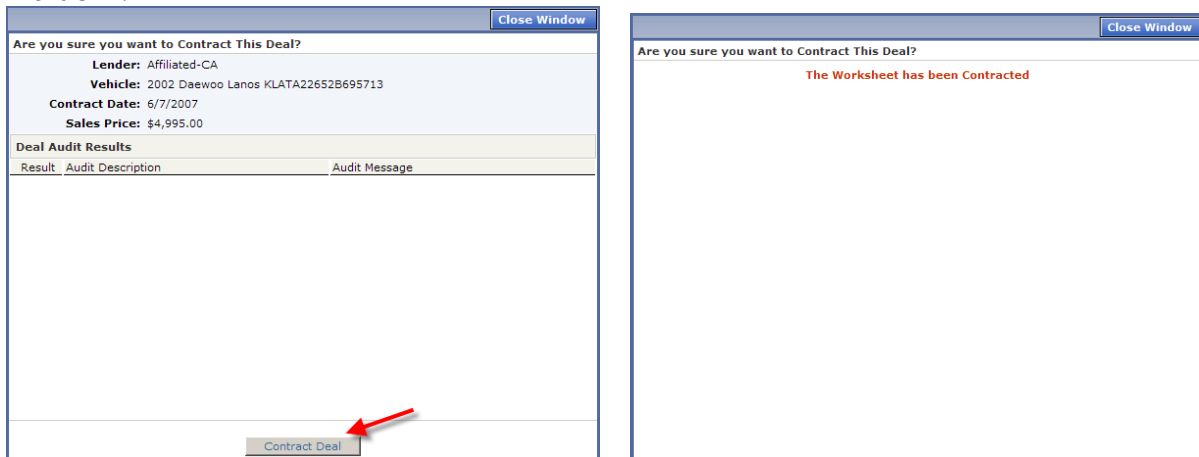 Close Window
Are you sure you want to Contract This Deal?
Lender: Affiliated-CA
Vehicle: 2002 Daewoo Lanos KLATA22652B695713
Contract Date: 6/7/2007
Sales Price: $4,995.00
Deal Audit Results
Result Audit Description Audit Message
Contract Deal
Close Window
Are you sure you want to Contract This Deal?
The Worksheet has been Contracted